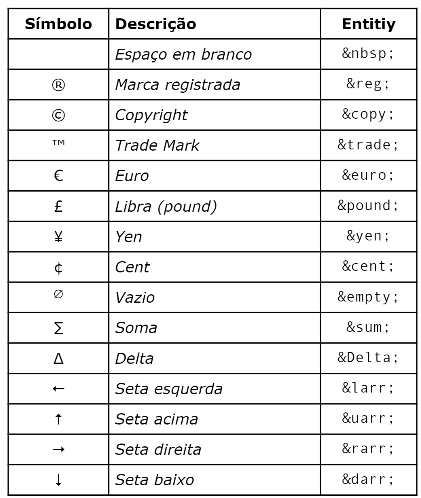 Símbolo Descrição Entitiy
Espaço em branco &nbsp;
® Marca registrada &reg;
© Copyright &copy;
™ Trade Mark &trade;
€ Euro &euro;
£ Libra (pound) &pound;
¥ Yen &yen;
¢ Cent &cent;
∅ Vazio &empty;
∑ Soma &sum;
Δ Delta &Delta;
← Seta esquerda &larr;
↑ Seta acima &uarr;
→ Seta direita &rarr;
↓ Seta baixo &darr;